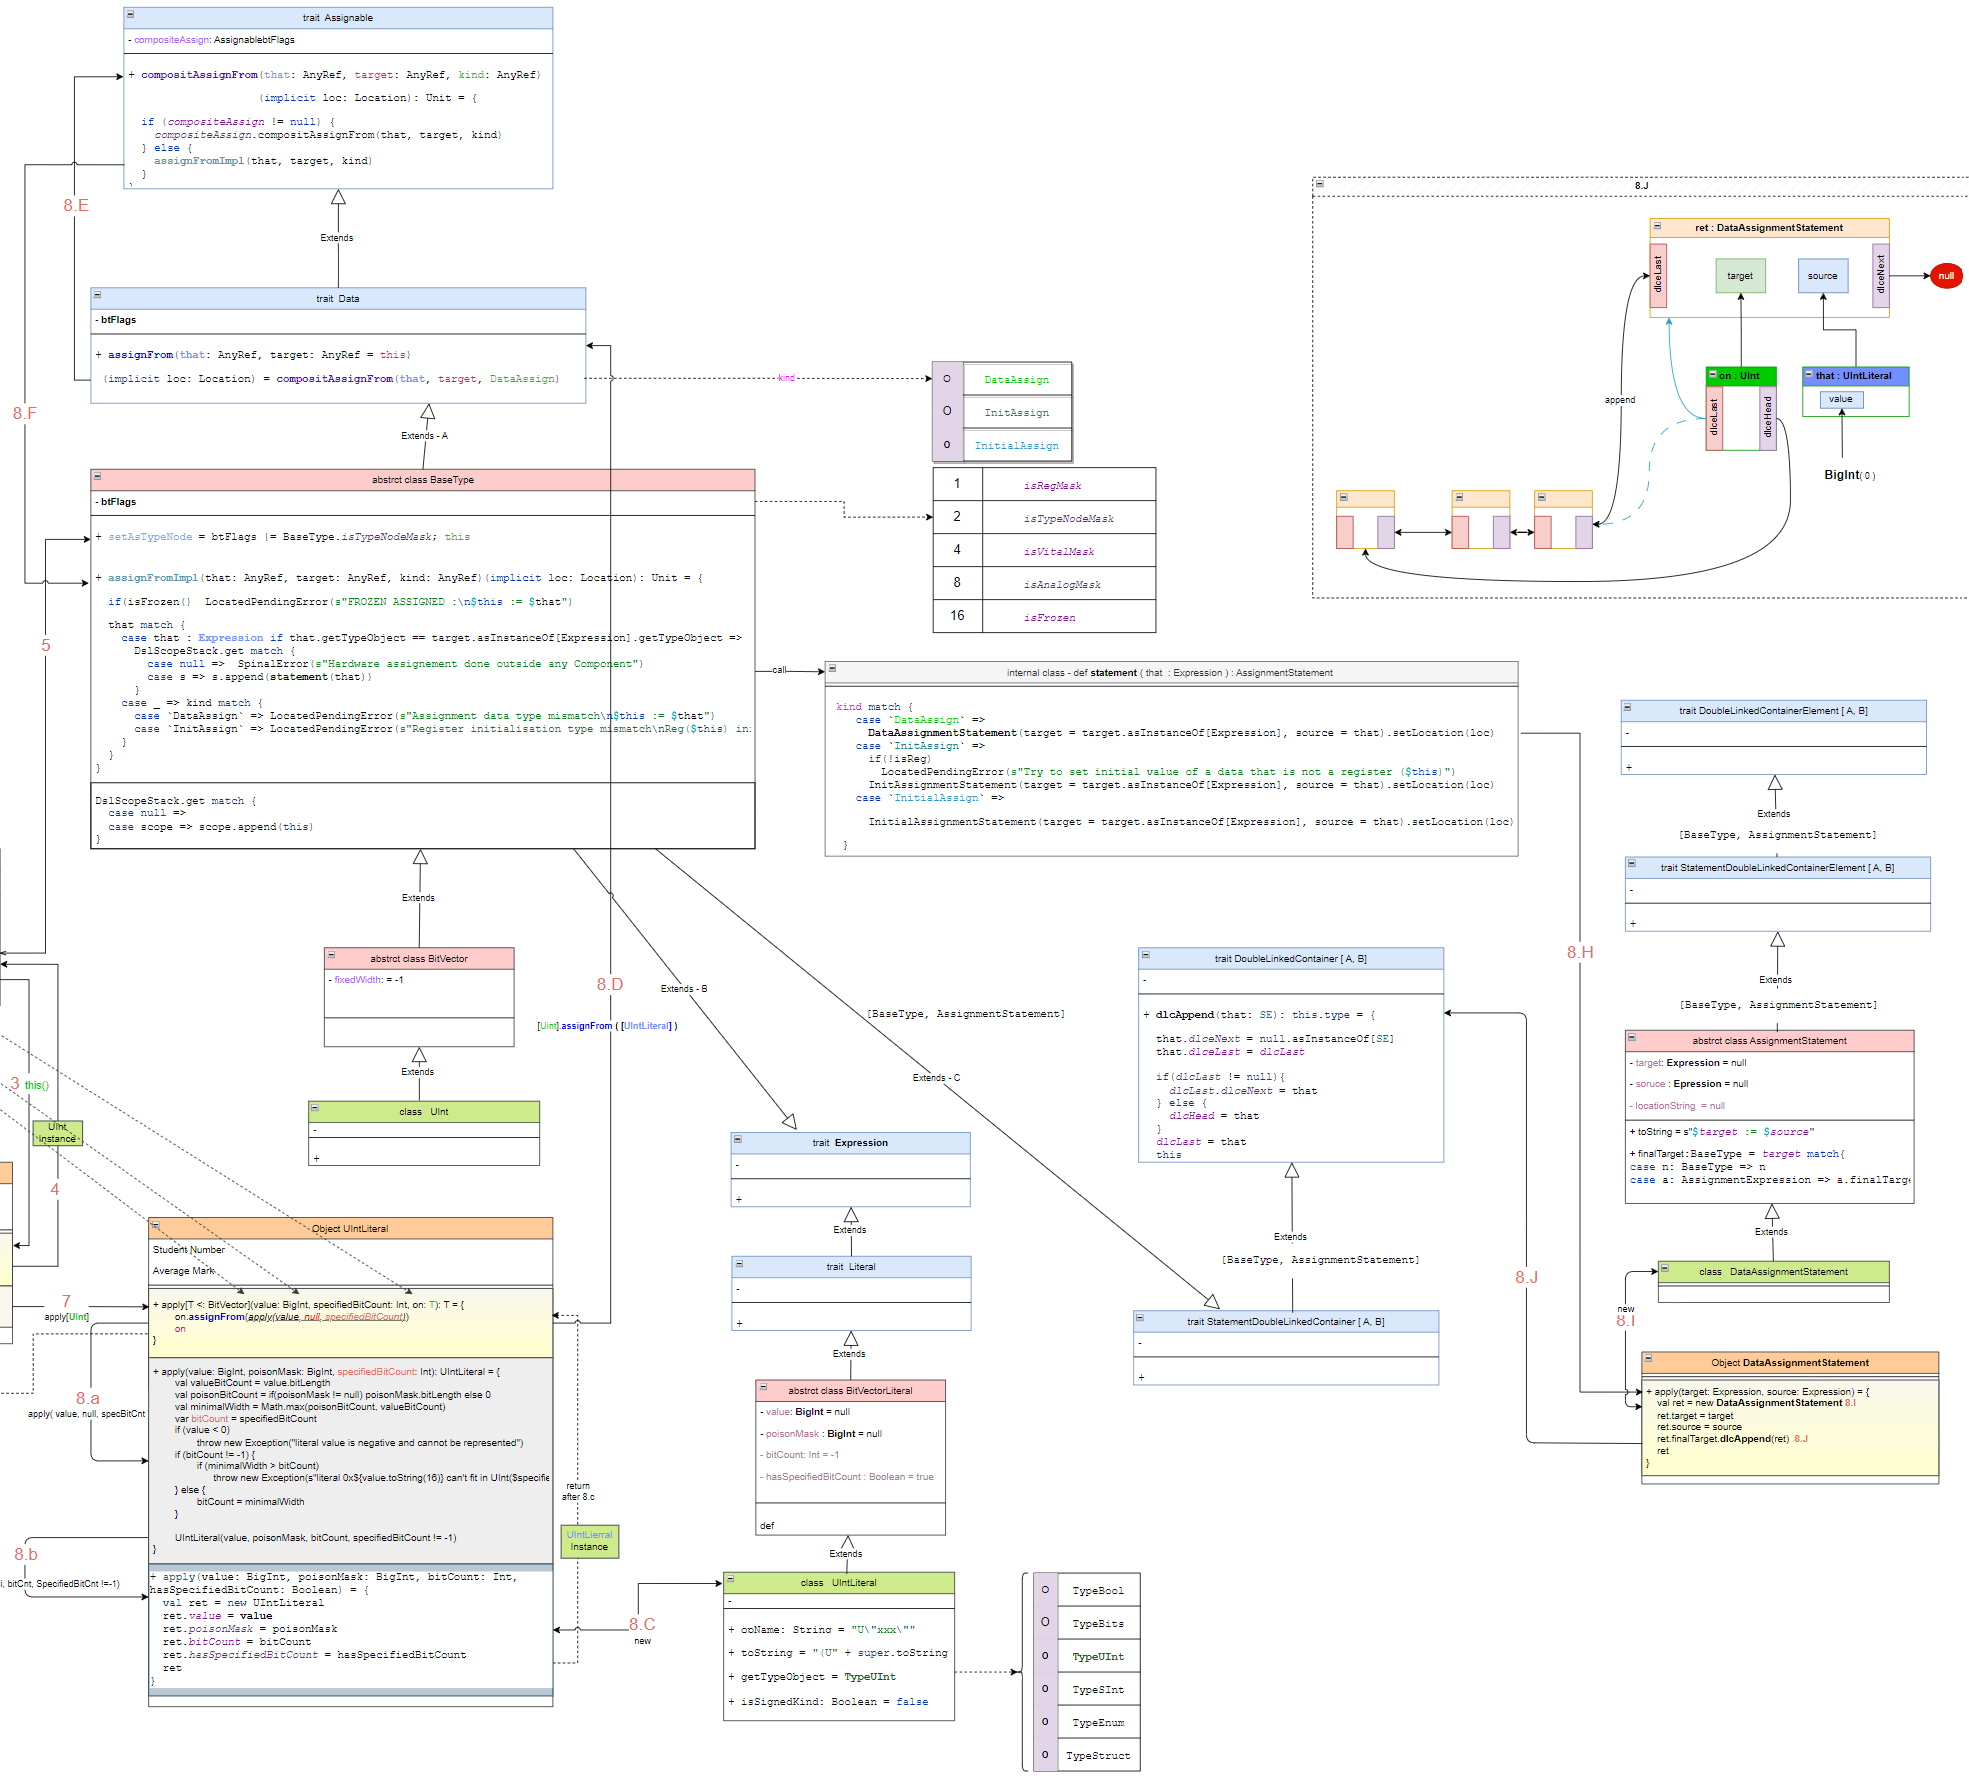 trait Assignable
- compositeAssign: AssignablebtFlags
+ compositAssignFrom(that: AnyRef, target: AnyRef, kind: AnyRef)
(implicit loc: Location): Unit = {
if (compositeAssign != null) {
compositeAssign.compositAssignFrom(that, target, kind)
} else {
assignFromImpl(that, target, kind)
}
8.E
Extends
8.F
trait Data
- btFlags
+ assignFrom(that: AnyRef, target: AnyRef = this)
(implicit loc: Location) = compositAssignFrom(that, target, DataAssign)
kind
O DataAssign
O InitAssign
o InitialAssign
Extends - A
abstrct class BaseType
- btFlags
+ setAsTypeNode = btFlags |= BaseType.isTypeNodeMask; this
+ assignFromImpl(that: AnyRef, target: AnyRef, kind: AnyRef)(implicit loc: Location): Unit = {
if(isFrozen() LocatedPendingError(s"FROZEN ASSIGNED :\n$this := $that")
that match {
case that : Expression if that.getTypeObject == target.asInstanceOf[Expression].getTypeObject =>
DslScopeStack.get match {
case null => SpinalError(s"Hardware assignement done outside any Component")
case s => s.append(statement(that))
}
case _ => kind match {
case `DataAssign` => LocatedPendingError(s"Assignment data type mismatch\n$this := $that")
case `InitAssign` => LocatedPendingError(s"Register initialisation type mismatch\nReg($this) in:
}
}
}
DslScopeStack.get match {
case null =>
case scope => scope.append(this)
}
5
1 isRegMask
2 isTypeNodeMask
4 isVitalMask
8 isAnalogMask
16 isFrozen
call
internal class - def statement ( that : Expression ) : AssignmentStatement
kind match {
case `DataAssign` =>
DataAssignmentStatement(target = target.asInstanceOf[Expression], source = that).setLocation(loc)
case `InitAssign` =>
if(!isReg)
LocatedPendingError(s"Try to set initial value of a data that is not a register ($this)")
InitAssignmentStatement(target = target.asInstanceOf[Expression], source = that).setLocation(loc)
case `InitialAssign` =>
InitialAssignmentStatement(target = target.asInstanceOf[Expression], source = that).setLocation(loc)
}
8.J
ret : DataAssignmentStatement
dlceLast
target
source
dlceNext
null
append
on : UInt
dlceLast
dlceHead
that : UIntLiteral
value
BigInt( 0 )
trait DoubleLinkedContainerElement [ A, B]
-
+
Extends
[BaseType, AssignmentStatement]
trait StatementDoubleLinkedContainerElement [ A, B]
-
+
Extends
[BaseType, AssignmentStatement]
abstrct class AssignmentStatement
- target: Expression = null
- soruce : Epression = null
- locationString = null
+ toString = s"$target := $source"
+ finalTarget:BaseType = target match{
case n: BaseType => n
case a: AssignmentExpression => a.finalTarge
Extends
class DataAssignmentStatement
new
8.I
Object DataAssignmentStatement
+ apply(target: Expression, source: Expression) = {
val ret = new DataAssignmentStatement 8.I
ret.target = target
ret.source = source
ret.finalTarget.dlcAppend(ret) 8.J
ret
}
8.H
8.J
Extends
abstrct class BitVector
- fixedWidth: = -1
Extends
class UInt
-
+
8.D
[Uint].assignFrom ( [UIntLiteral] )
Extends - B
Extends - C
[BaseType, AssignmentStatement]
trait DoubleLinkedContainer [ A, B]
-
+ dlcAppend(that: SE): this.type = {
that.dlceNext = null.asInstanceOf[SE]
that.dlceLast = dlcLast
if(dlcLast != null){
dlcLast.dlceNext = that
} else {
dlcHead = that
}
dlcLast = that
this
Extends
[BaseType, AssignmentStatement]
trait StatementDoubleLinkedContainer [ A, B]
-
+
trait Expression
-
+
Extends
trait Literal
-
+
Extends
abstrct class BitVectorLiteral
- value: BigInt = null
- poisonMask : BigInt = null
- bitCount: Int = -1
- hasSpecifiedBitCount : Boolean = true
def
Extends
class UIntLiteral
-
+ opName: String = "U\"xxx\""
+ toString = "(U" + super.toString
+ getTypeObject = TypeUInt
+ isSignedKind: Boolean = false
O TypeBool
O TypeBits
o TypeUInt
o TypeSInt
o TypeEnum
o TypeStruct
3 this()
UInt
Instance
4
7
apply[UInt]
8.a
apply( value, null, specBitCnt
8.b
i, bitCnt, SpecifiedBitCnt !=-1)
Object UIntLiteral
Student Number
Average Mark
+ apply[T <: BitVector](value: BigInt, specifiedBitCount: Int, on: T): T = {
on.assignFrom(apply(value, null, specifiedBitCount))
on
}
+ apply(value: BigInt, poisonMask: BigInt, specifiedBitCount: Int): UIntLiteral = {
val valueBitCount = value.bitLength
val poisonBitCount = if(poisonMask != null) poisonMask.bitLength else 0
val minimalWidth = Math.max(poisonBitCount, valueBitCount)
var bitCount = specifiedBitCount
if (value < 0)
throw new Exception("literal value is negative and cannot be represented")
if (bitCount != -1) {
if (minimalWidth > bitCount)
throw new Exception(s"literal 0x${value.toString(16)} can't fit in UInt($specifie
} else {
bitCount = minimalWidth
}
UIntLiteral(value, poisonMask, bitCount, specifiedBitCount != -1)
}
+ apply(value: BigInt, poisonMask: BigInt, bitCount: Int,
hasSpecifiedBitCount: Boolean) = {
val ret = new UIntLiteral
ret.value = value
ret.poisonMask = poisonMask
ret.bitCount = bitCount
ret.hasSpecifiedBitCount = hasSpecifiedBitCount
ret
}
return
after 8.c
UIntLierral
Instance
8.C
new